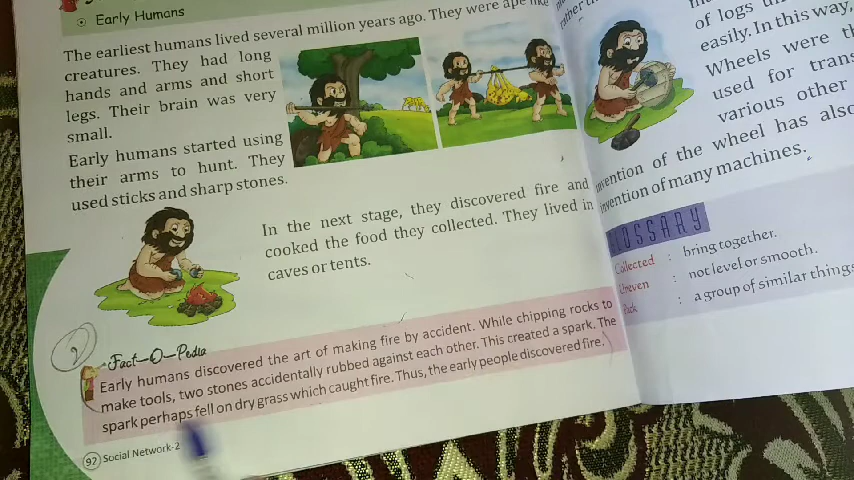 Early Humans
The earliest humans lived several million years ago. They were ape like
creatures. They had long
hands and arms and short
legs. Their brain was very
small.
Early humans started using
their arms to hunt. They
used sticks and sharp stones.
In the next stage, they discovered fire and
cooked the food they collected. They lived in
caves or tents.
Fact-O-Pedia
Early humans discovered the art of making fire by accident. While chipping rocks to
make tools, two stones accidentally rubbed against each other. This created a spark. The
spark perhaps fell on dry grass which caught fire. Thus, the early people discovered fire.
92 Social Network-2
of logs
easily. In this way,
Wheels were
used for
various other
invention of the wheel has also
invention of many machines.
GLOSSARY
Collected : bring together.
Uneven : not level or smooth.
Pack : a group of similar things